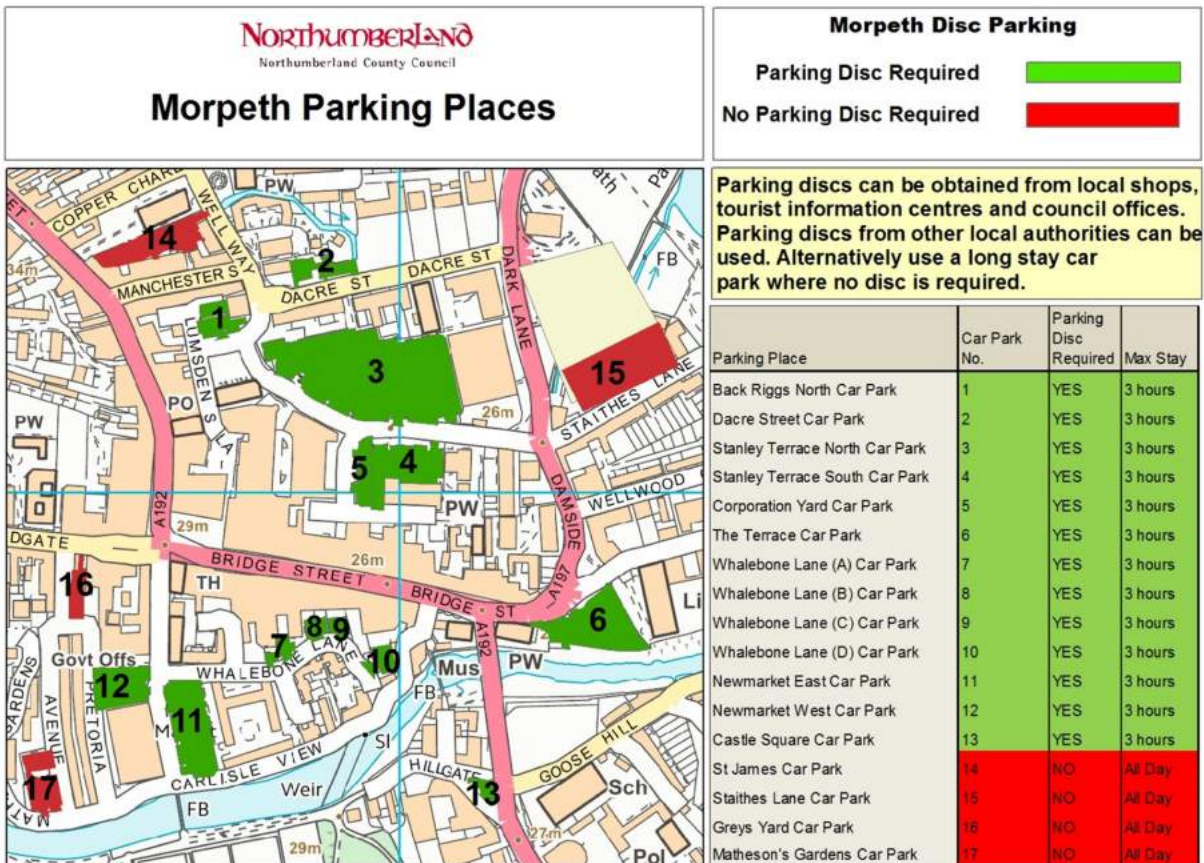 NORTHUMBERLAND
Northumberland County Council
Morpeth Parking Places
Morpeth Disc Parking
Parking Disc Required
No Parking Disc Required
Parking discs can be obtained from local shops,
tourist information centres and council offices.
Parking discs from other local authorities can be
used. Alternatively use a long stay car
park where no disc is required.
Parking Place Car Park No. Parking Disc Required Max Stay
Back Riggs North Car Park 1 YES 3 hours
Dacre Street Car Park 2 YES 3 hours
Stanley Terrace North Car Park 3 YES 3 hours
Stanley Terrace South Car Park 4 YES 3 hours
Corporation Yard Car Park 5 YES 3 hours
The Terrace Car Park 6 YES 3 hours
Whalebone Lane (A) Car Park 7 YES 3 hours
Whalebone Lane (B) Car Park 8 YES 3 hours
Whalebone Lane (C) Car Park 9 YES 3 hours
Whalebone Lane (D) Car Park 10 YES 3 hours
Newmarket East Car Park 11 YES 3 hours
Newmarket West Car Park 12 YES 3 hours
Castle Square Car Park 13 YES 3 hours
St James Car Park 14 NO All Day
Staithes Lane Car Park 15 NO All Day
Greys Yard Car Park 16 NO All Day
Matheson's Gardens Car Park 17 NO All Day
COPPER CHARE
PW
WELL WAY
14
34m
MANCHESTER S
2
DACRE ST
DACRE ST
DARK LANE
FB
1
LUMSDEN S LA
3
15
STAITHES LANE
26m
PO
PW
5
4
PW
DAMSIDE
WELLWOOD
A192
29m
DGATE
26m
BRIDGE STREET
BRIDGE ST
A197
16
TH
A192
6
Li
7
8
9
10
Govt Offs
WHALEBONE LANE
Mus
PW
FB
12
11
GARDENS
AVENUE
PRETORIA
CARLISLE VIEW
SI
HILLGATE
GOOSE HILL
17
FB
Weir
13
Sch
27m
29m
Pol